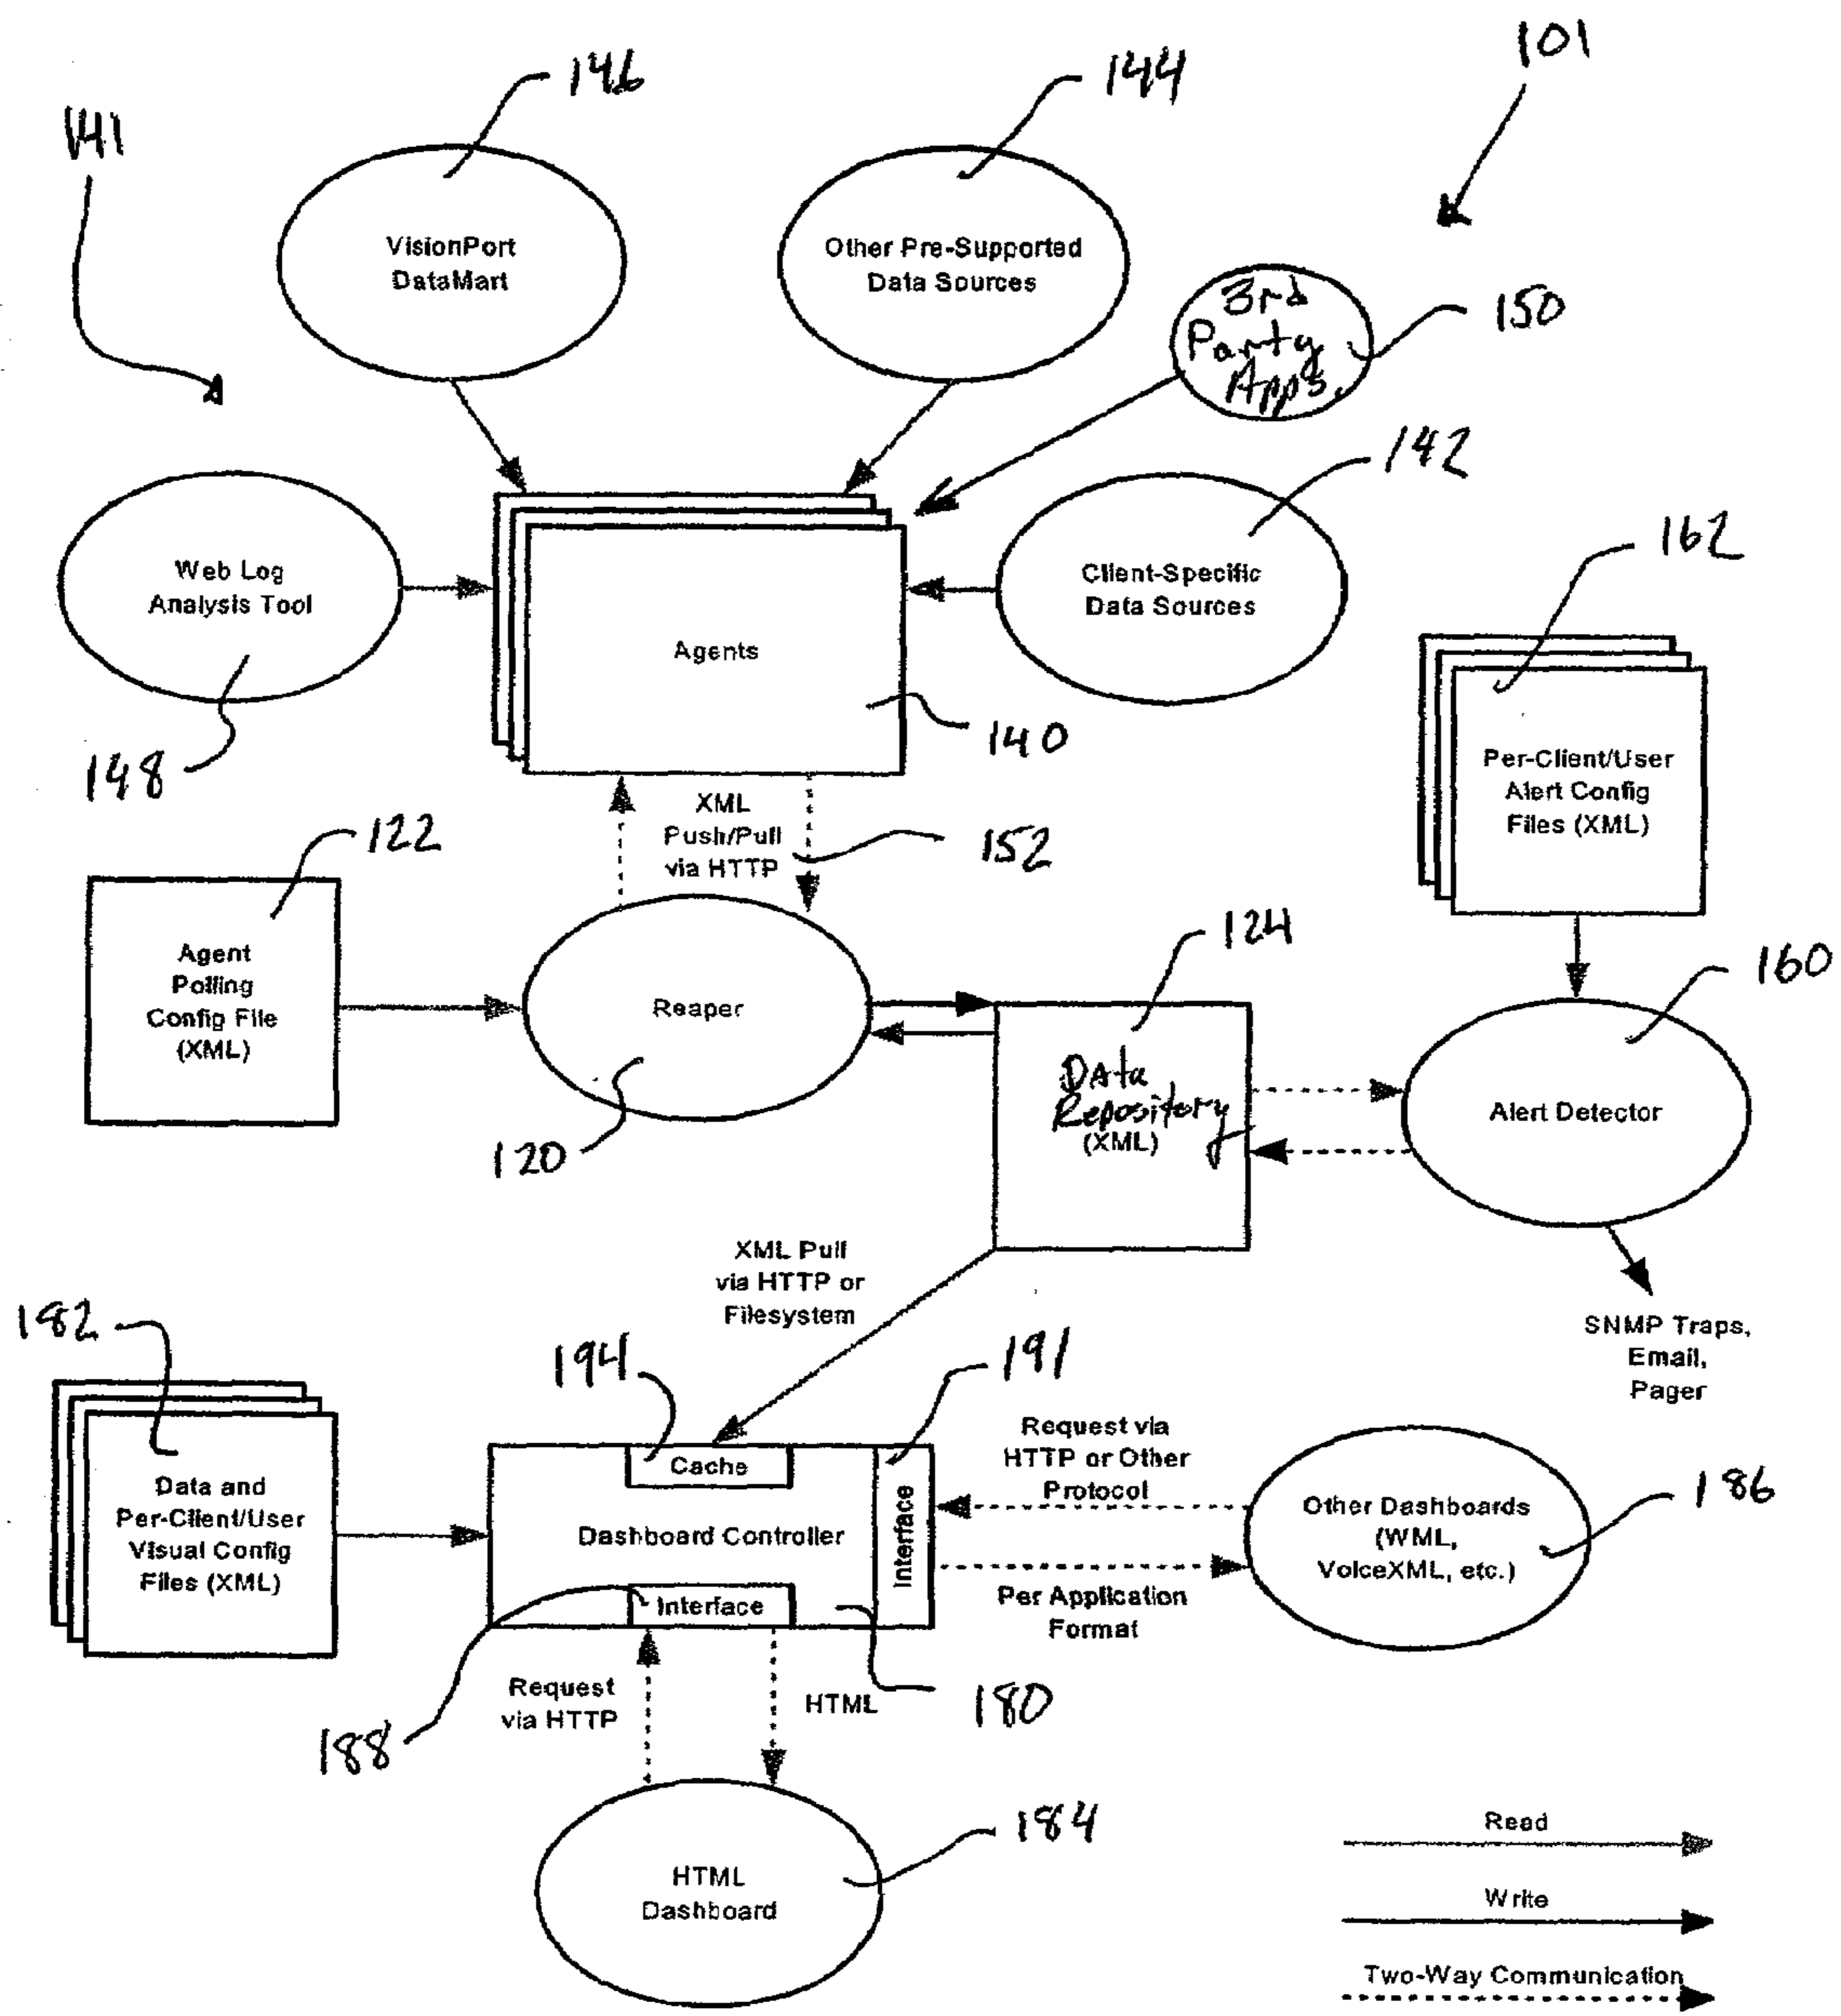 101
146
144
141
VisionPort
DataMart
Other Pre-Supported
Data Sources
3rd
Party
Apps.
150
142
Web Log
Analysis Tool
Client-Specific
Data Sources
162
Agents
140
148
Per-Client/User
Alert Config
Files (XML)
XML
Push/Pull
via HTTP
152
122
124
160
Agent
Polling
Config File
(XML)
Reaper
120
DAta
Repository
(XML)
Alert Detector
XML Pull
via HTTP or
Filesystem
SNMP Traps,
Email,
Pager
182
194
191
Request via
HTTP or Other
Protocol
186
Data and
Per-Client/User
Visual Config
Files (XML)
Cache
Dashboard Controller
Interface
Interface
Other Dashboards
(WML,
VoiceXML, etc.)
Per Application
Format
188
Request
via HTTP
HTML
180
184
HTML
Dashboard
Read
Write
Two-Way Communication